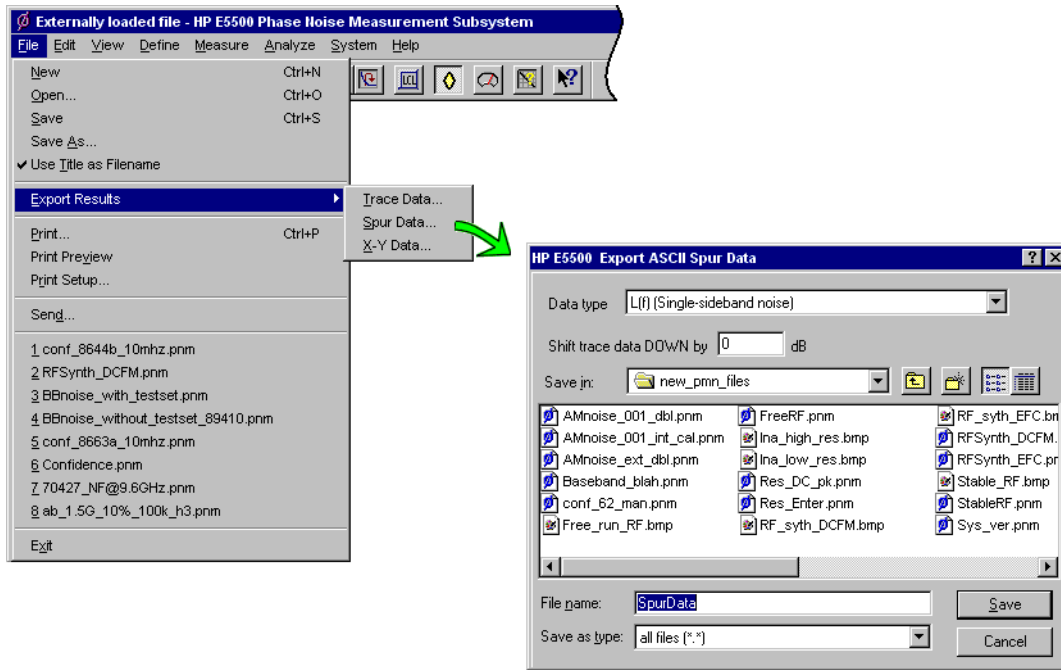 Externally loaded file - HP E5500 Phase Noise Measurement Subsystem
File Edit View Define Measure Analyze System Help
New Ctrl+N
Open... Ctrl+O
Save Ctrl+S
Save As...
Use Title as Filename
Export Results
Trace Data...
Spur Data...
X-Y Data...
Print... Ctrl+P
Print Preview
Print Setup...
Send...
1 conf_8644b_10mhz.pnm
2 RFSynth_DCFM.pnm
3 BBnoise_with_testset.pnm
4 BBnoise_without_testset_89410.pnm
5 conf_8663a_10mhz.pnm
6 Confidence.pnm
7 70427_NF@9.6GHz.pnm
8 ab_1.5G_10%_100k_h3.pnm
Exit
LCL
HP E5500 Export ASCII Spur Data
Data type L(f) (Single-sideband noise)
Shift trace data DOWN by 0 dB
Save in: new_pmn_files
AMnoise_001_dbl.pnm FreeRF.pnm RF_syth_EFC.bm
AMnoise_001_int_cal.pnm lna_high_res.bmp RFSynth_DCFM.
AMnoise_ext_dbl.pnm lna_low_res.bmp RFSynth_EFC.pr
Baseband_blah.pnm Res_DC_pk.pnm Stable_RF.bmp
conf_62_man.pnm Res_Enter.pnm StableRF.pnm
Free_run_RF.bmp RF_syth_DCFM.bmp Sys_ver.pnm
File name: SpurData Save
Save as type: all files (*.*) Cancel